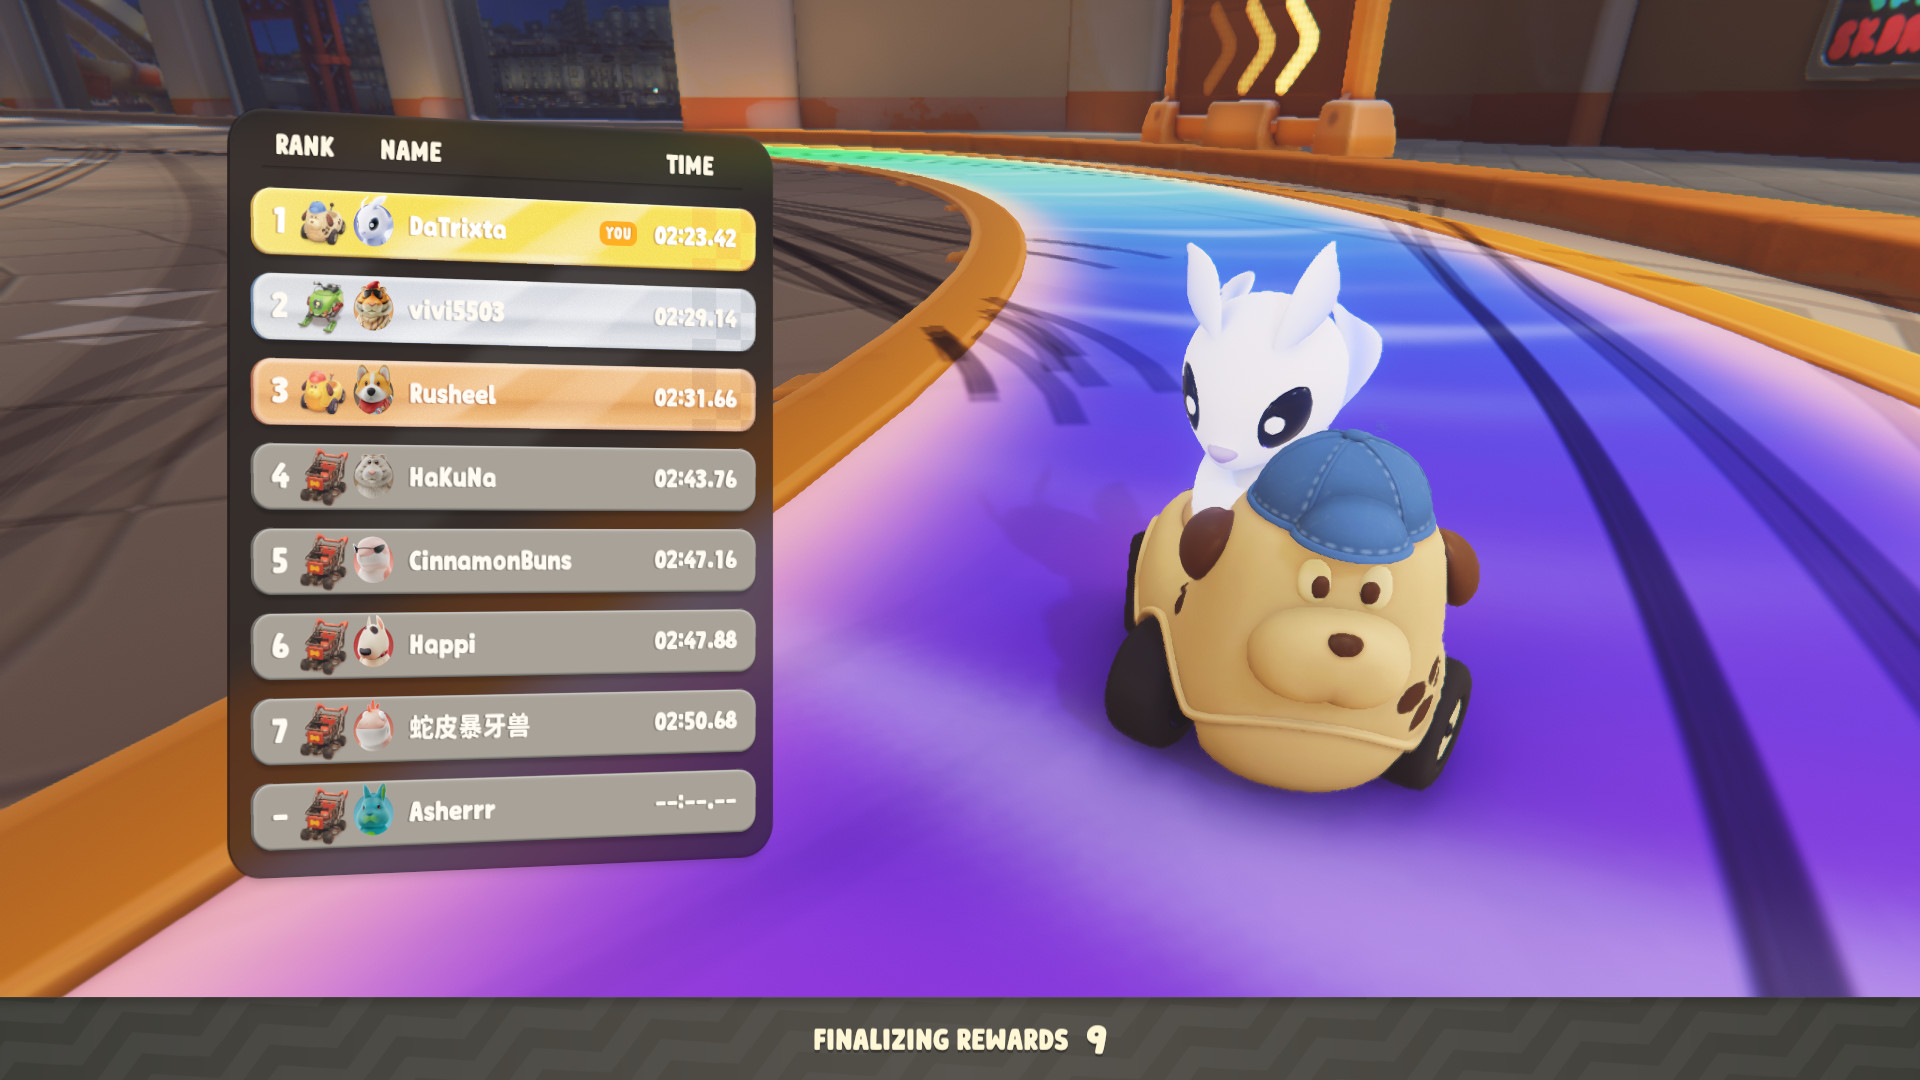 RANK NAME TIME
1 DaTrixta YOU 02:23.42
2 vivi5503 02:29.14
3 Rusheel 02:31.66
4 HaKuNa 02:43.76
5 CinnamonBuns 02:47.16
6 Happi 02:47.88
7 蛇皮暴牙兽 02:50.68
- Asherrr --:--.--
FINALIZING REWARDS 9